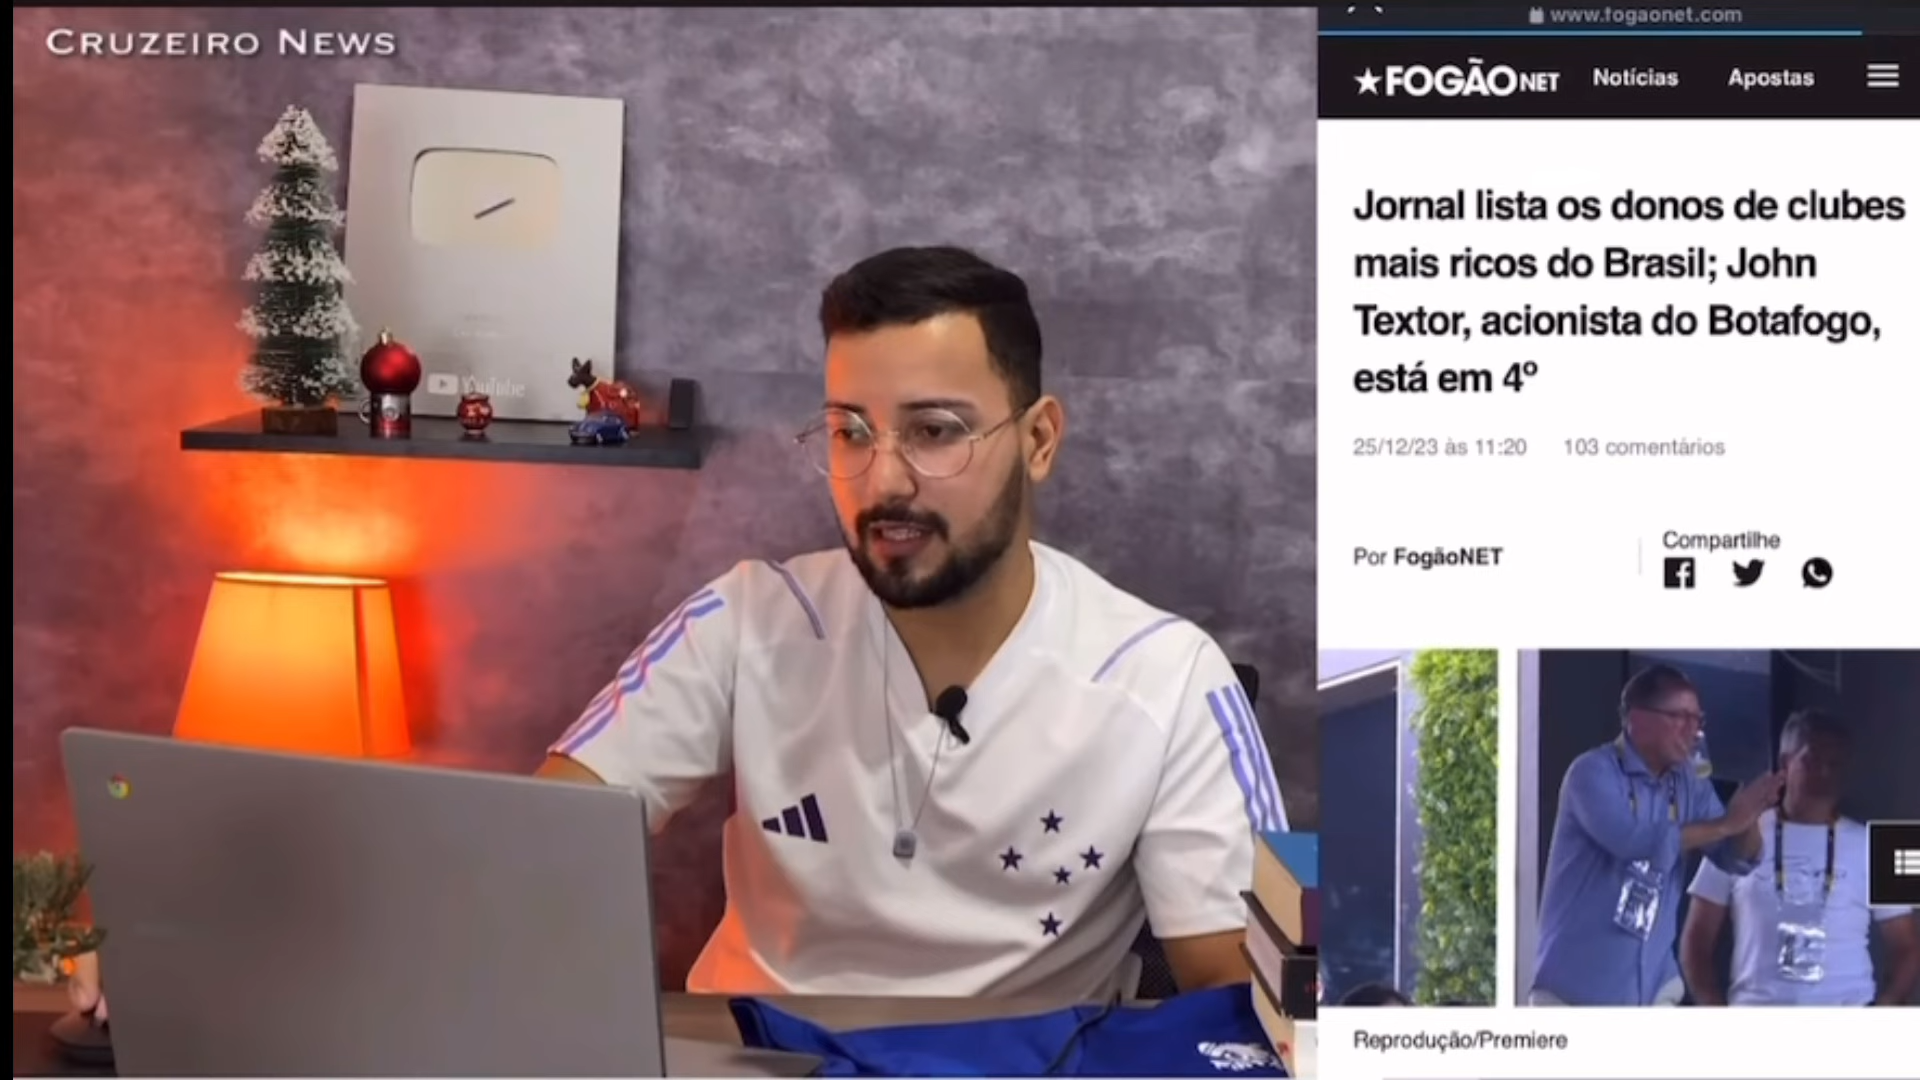 CRUZEIRO NEWS
YouTube
www.fogaonet.com
FOGÃO NET Notícias Apostas
Jornal lista os donos de clubes
mais ricos do Brasil; John
Textor, acionista do Botafogo,
está em 4º
25/12/23 às 11:20 103 comentários
Por FogãoNET
Compartilhe
Reprodução/Premiere